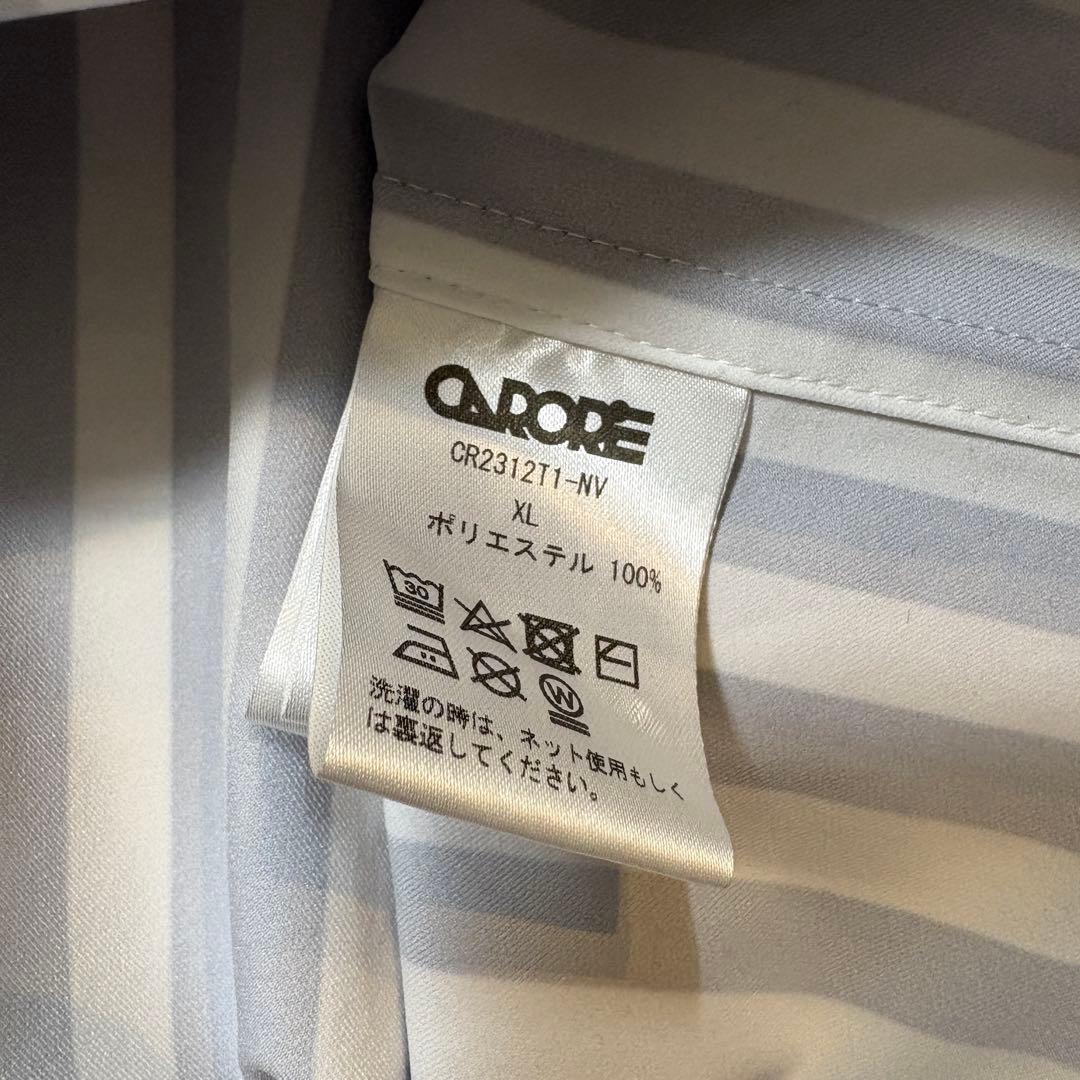 CARORÉ
CR2312T1-NV
XL
ポリエステル 100%
30
W
洗濯の時は、ネット使用もしく
は裏返してください。